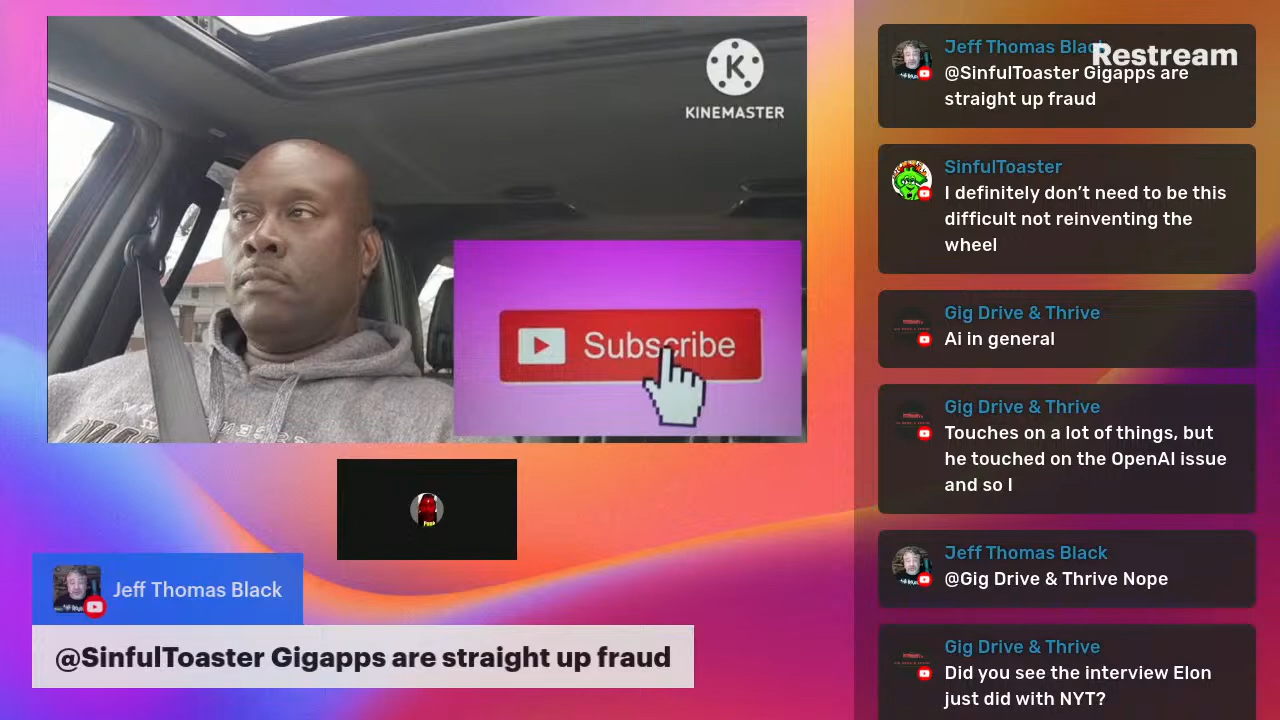 KINEMASTER
Subscribe
Jeff Thomas Black
@SinfulToaster Gigapps are straight up fraud
Restream
Jeff Thomas Black
@SinfulToaster Gigapps are
straight up fraud
SinfulToaster
I definitely don’t need to be this
difficult not reinventing the
wheel
Gig Drive & Thrive
Ai in general
Gig Drive & Thrive
Touches on a lot of things, but
he touched on the OpenAI issue
and so I
Jeff Thomas Black
@Gig Drive & Thrive Nope
Gig Drive & Thrive
Did you see the interview Elon
just did with NYT?